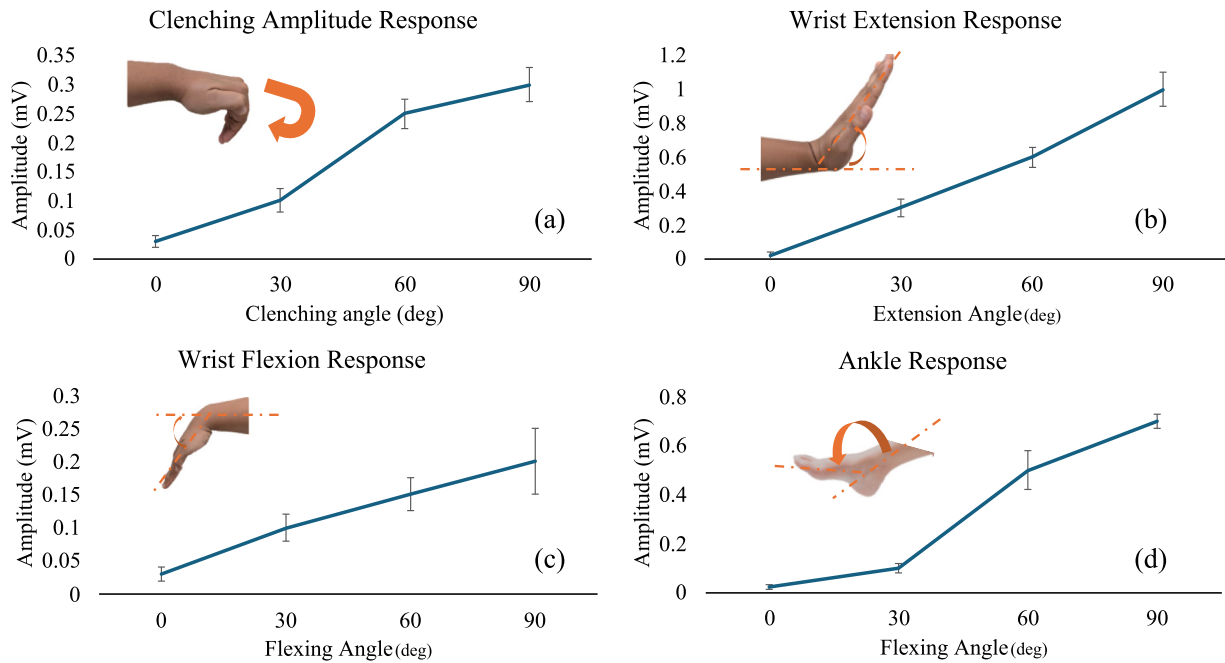 Clenching Amplitude Response
0.35
0.3
0.25
0.2
0.15
0.1
0.05
0
Amplitude (mV)
(a)
0 30 60 90
Clenching angle (deg)
Wrist Extension Response
1.2
1
0.8
0.6
0.4
0.2
0
Amplitude (mV)
(b)
0 30 60 90
Extension Angle (deg)
Wrist Flexion Response
0.3
0.25
0.2
0.15
0.1
0.05
0
Amplitude (mV)
(c)
0 30 60 90
Flexing Angle (deg)
Ankle Response
0.8
0.6
0.4
0.2
0
Amplitude (mV)
(d)
0 30 60 90
Flexing Angle (deg)